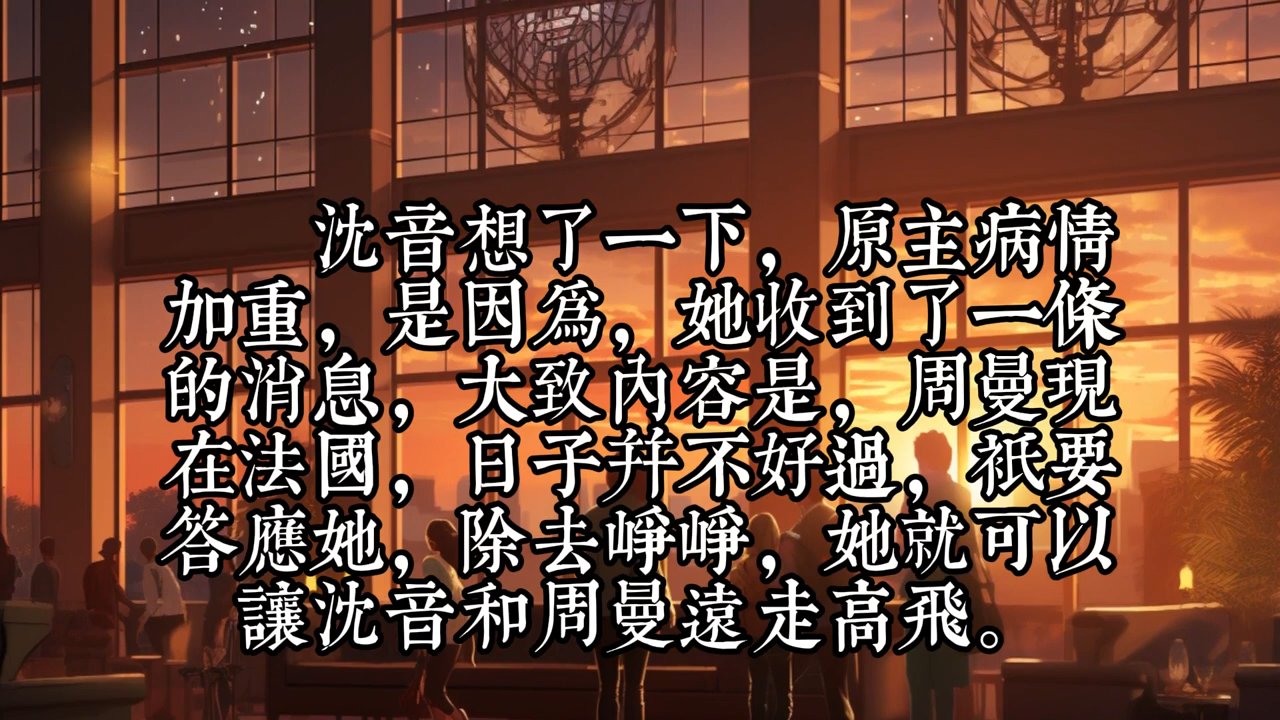 沈音想了一下，原主病情
加重，是因爲，她收到了一條
的消息，大致內容是，周曼現
在法國，日子并不好過，衹要
答應她，除去崢崢，她就可以
讓沈音和周曼遠走高飛。